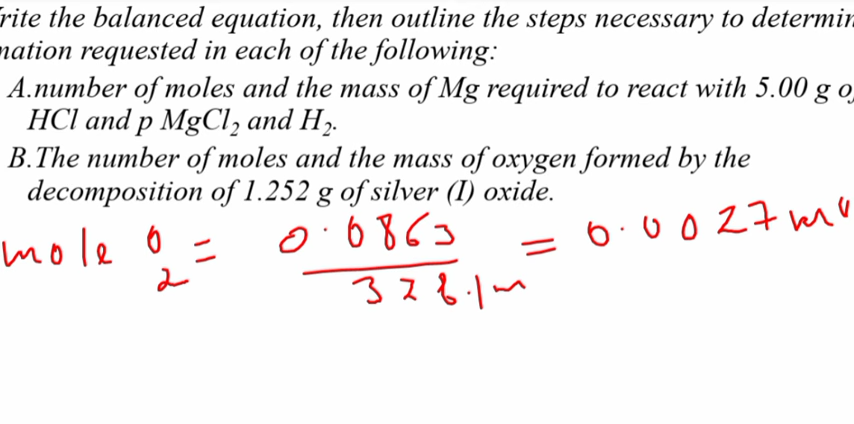 rite the balanced equation, then outline the steps necessary to determin
mation requested in each of the following:
A.number of moles and the mass of Mg required to react with 5.00 g o
HCl and p MgCl₂ and H₂.
B.The number of moles and the mass of oxygen formed by the
decomposition of 1.252 g of silver (I) oxide.
mole O₂ = 0.0863 = 0.0027